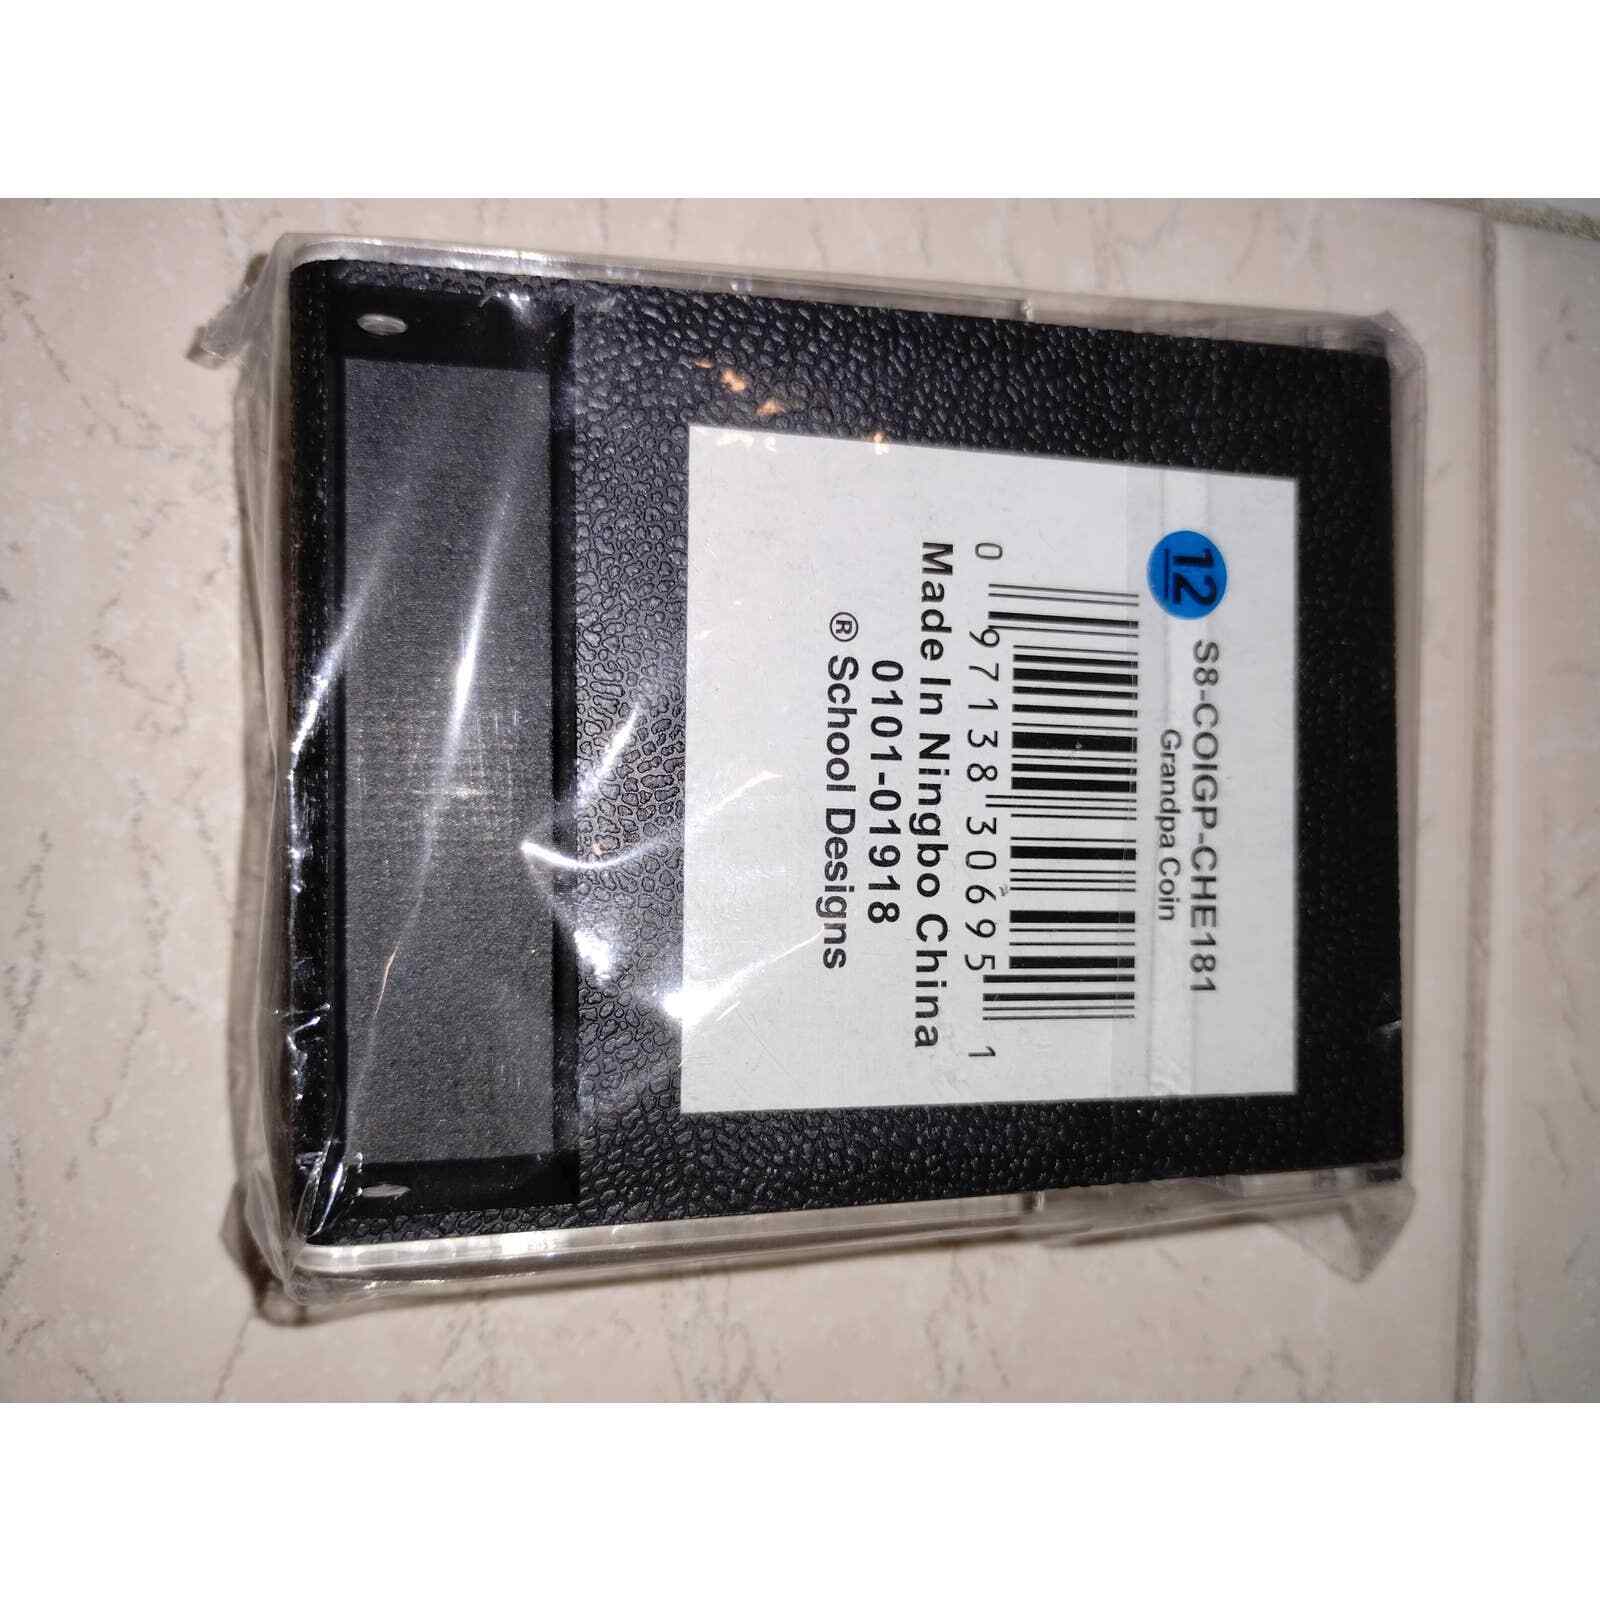 12
S8-COIGP-CHE181
Grandpa Coin
0 97138 30695 1
Made In Ningbo China
0101-01918
® School Designs